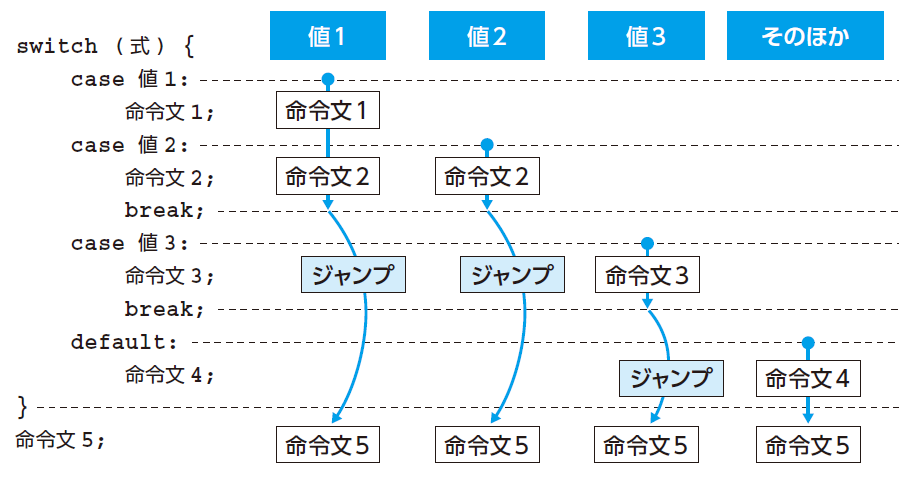 値1 値2 値3 そのほか
switch (式) {
case 値1:
命令文1; 命令文1
case 値2:
命令文2; 命令文2 命令文2
break;
case 値3:
命令文3; ジャンプ ジャンプ 命令文3
break;
default:
命令文4; ジャンプ 命令文4
}
命令文5; 命令文5 命令文5 命令文5 命令文5